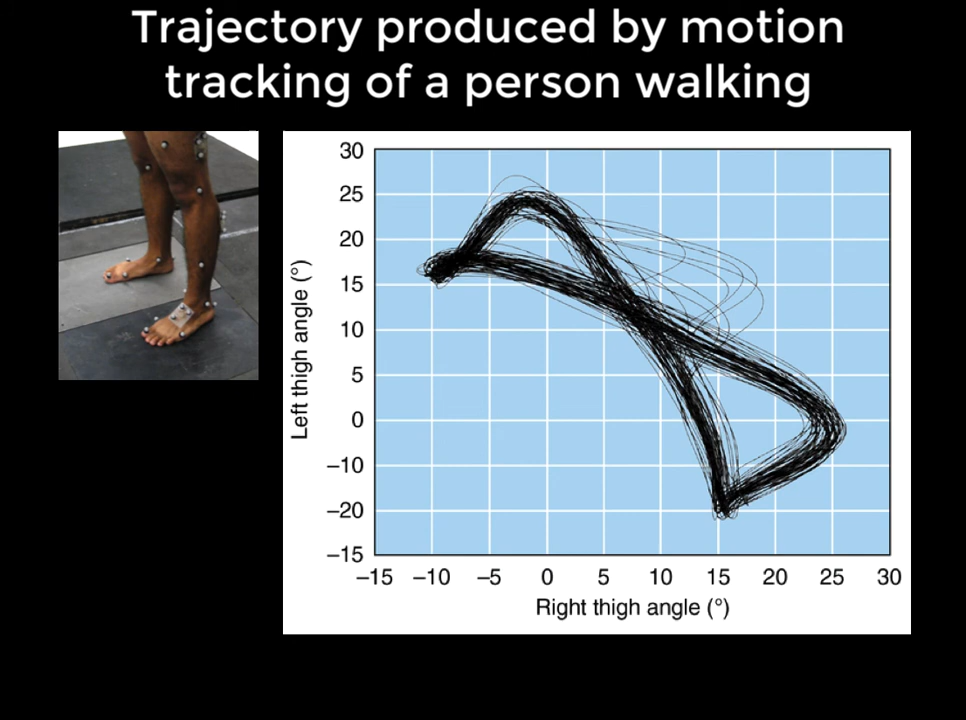 Trajectory produced by motion
tracking of a person walking
30
25
20
15
10
5
0
−10
−20
−15
Left thigh angle (°)
−15 −10 −5 0 5 10 15 20 25 30
Right thigh angle (°)